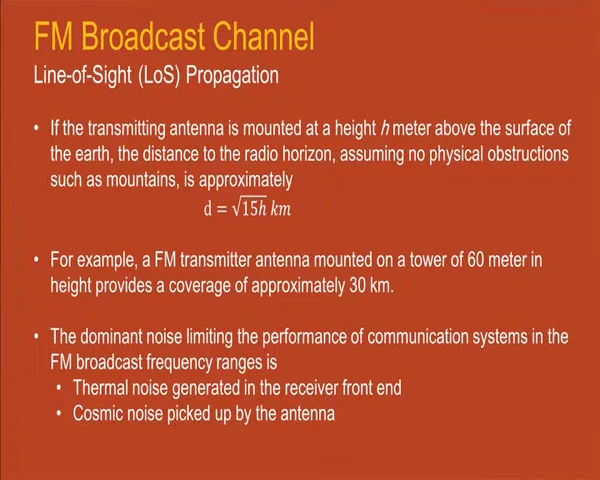 FM Broadcast Channel
Line-of-Sight (LoS) Propagation
• If the transmitting antenna is mounted at a height h meter above the surface of
the earth, the distance to the radio horizon, assuming no physical obstructions
such as mountains, is approximately
d = √15h km
• For example, a FM transmitter antenna mounted on a tower of 60 meter in
height provides a coverage of approximately 30 km.
• The dominant noise limiting the performance of communication systems in the
FM broadcast frequency ranges is
• Thermal noise generated in the receiver front end
• Cosmic noise picked up by the antenna